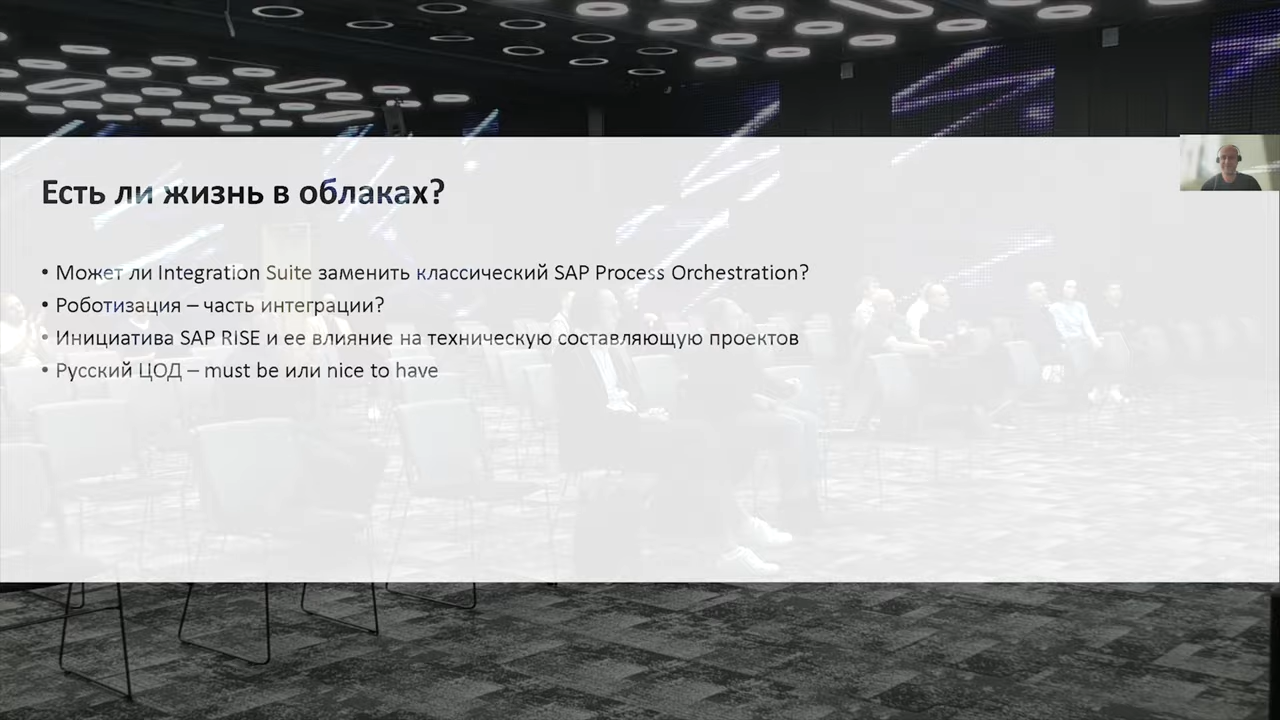 Есть ли жизнь в облаках?
• Может ли Integration Suite заменить классический SAP Process Orchestration?
• Роботизация – часть интеграции?
• Инициатива SAP RISE и ее влияние на техническую составляющую проектов
• Русский ЦОД – must be или nice to have